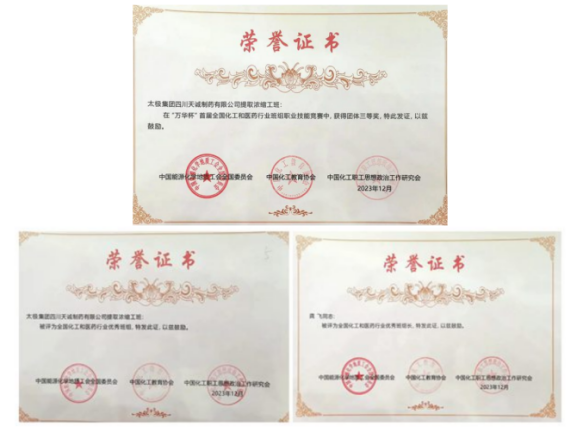 荣誉证书
太极集团四川天诚制药有限公司提取浓缩工班:
在“万华杯”首届全国化工和医药行业班组职业技能竞赛中,获得团体三等奖,特此发证,以兹
鼓励。
中国能源化学地质工会全国委员会 中国化工教育协会 中国化工职工思想政治工作研究会
2023年12月
荣誉证书
太极集团四川天诚制药有限公司提取浓缩工班:
被评为全国化工和医药行业优秀班组,特发此证,以兹鼓励。
中国能源化学地质工会全国委员会 中国化工教育协会 中国化工职工思想政治工作研究会
2023年12月
荣誉证书
飞同志:
被评为全国化工和医药行业优秀班组长,特发此证,以兹鼓励。
中国能源化学地质工会全国委员会 中国化工教育协会 中国化工职工思想政治工作研究会
2023年12月